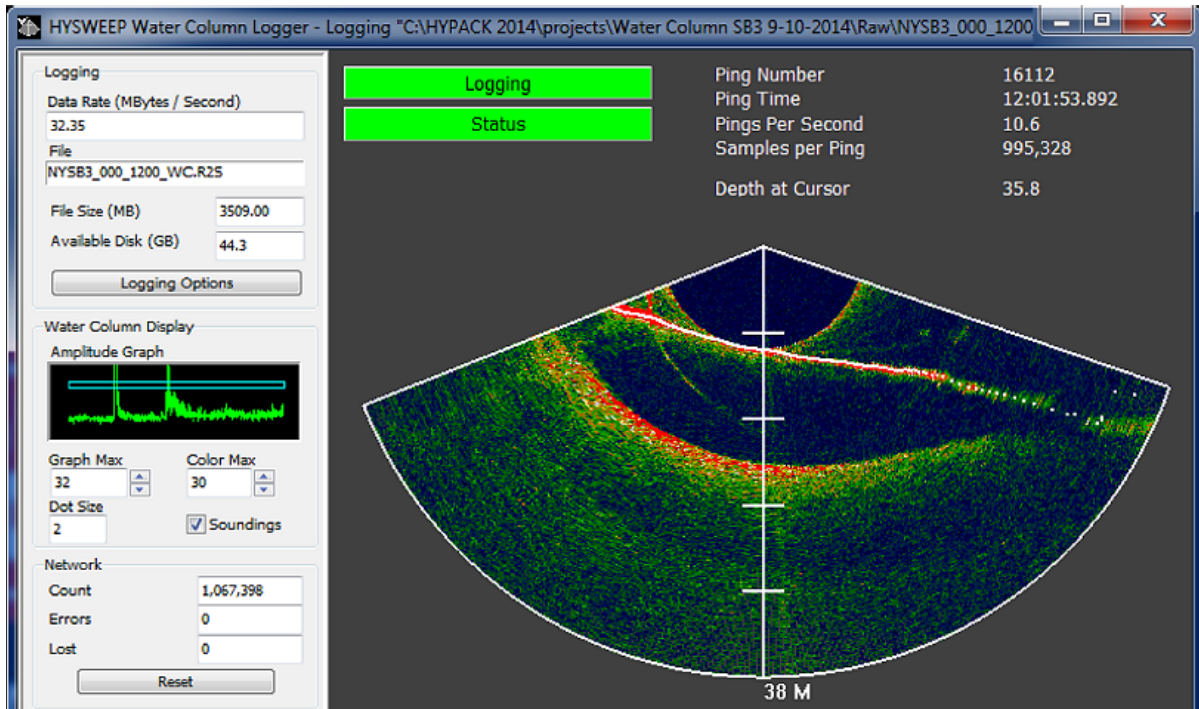 HYSWEEP Water Column Logger - Logging "C:\HYPACK 2014\projects\Water Column SB3 9-10-2014\Raw\NYSB3_000_1200
Logging
Data Rate (MBytes / Second)
32.35
File
NYSB3_000_1200_WC.R2S
File Size (MB) 3509.00
Available Disk (GB) 44.3
Logging Options
Water Column Display
Amplitude Graph
Graph Max Color Max
32 30
Dot Size
2 Soundings
Network
Count 1,067,398
Errors 0
Lost 0
Reset
Logging
Status
Ping Number 16112
Ping Time 12:01:53.892
Pings Per Second 10.6
Samples per Ping 995,328
Depth at Cursor 35.8
38 M